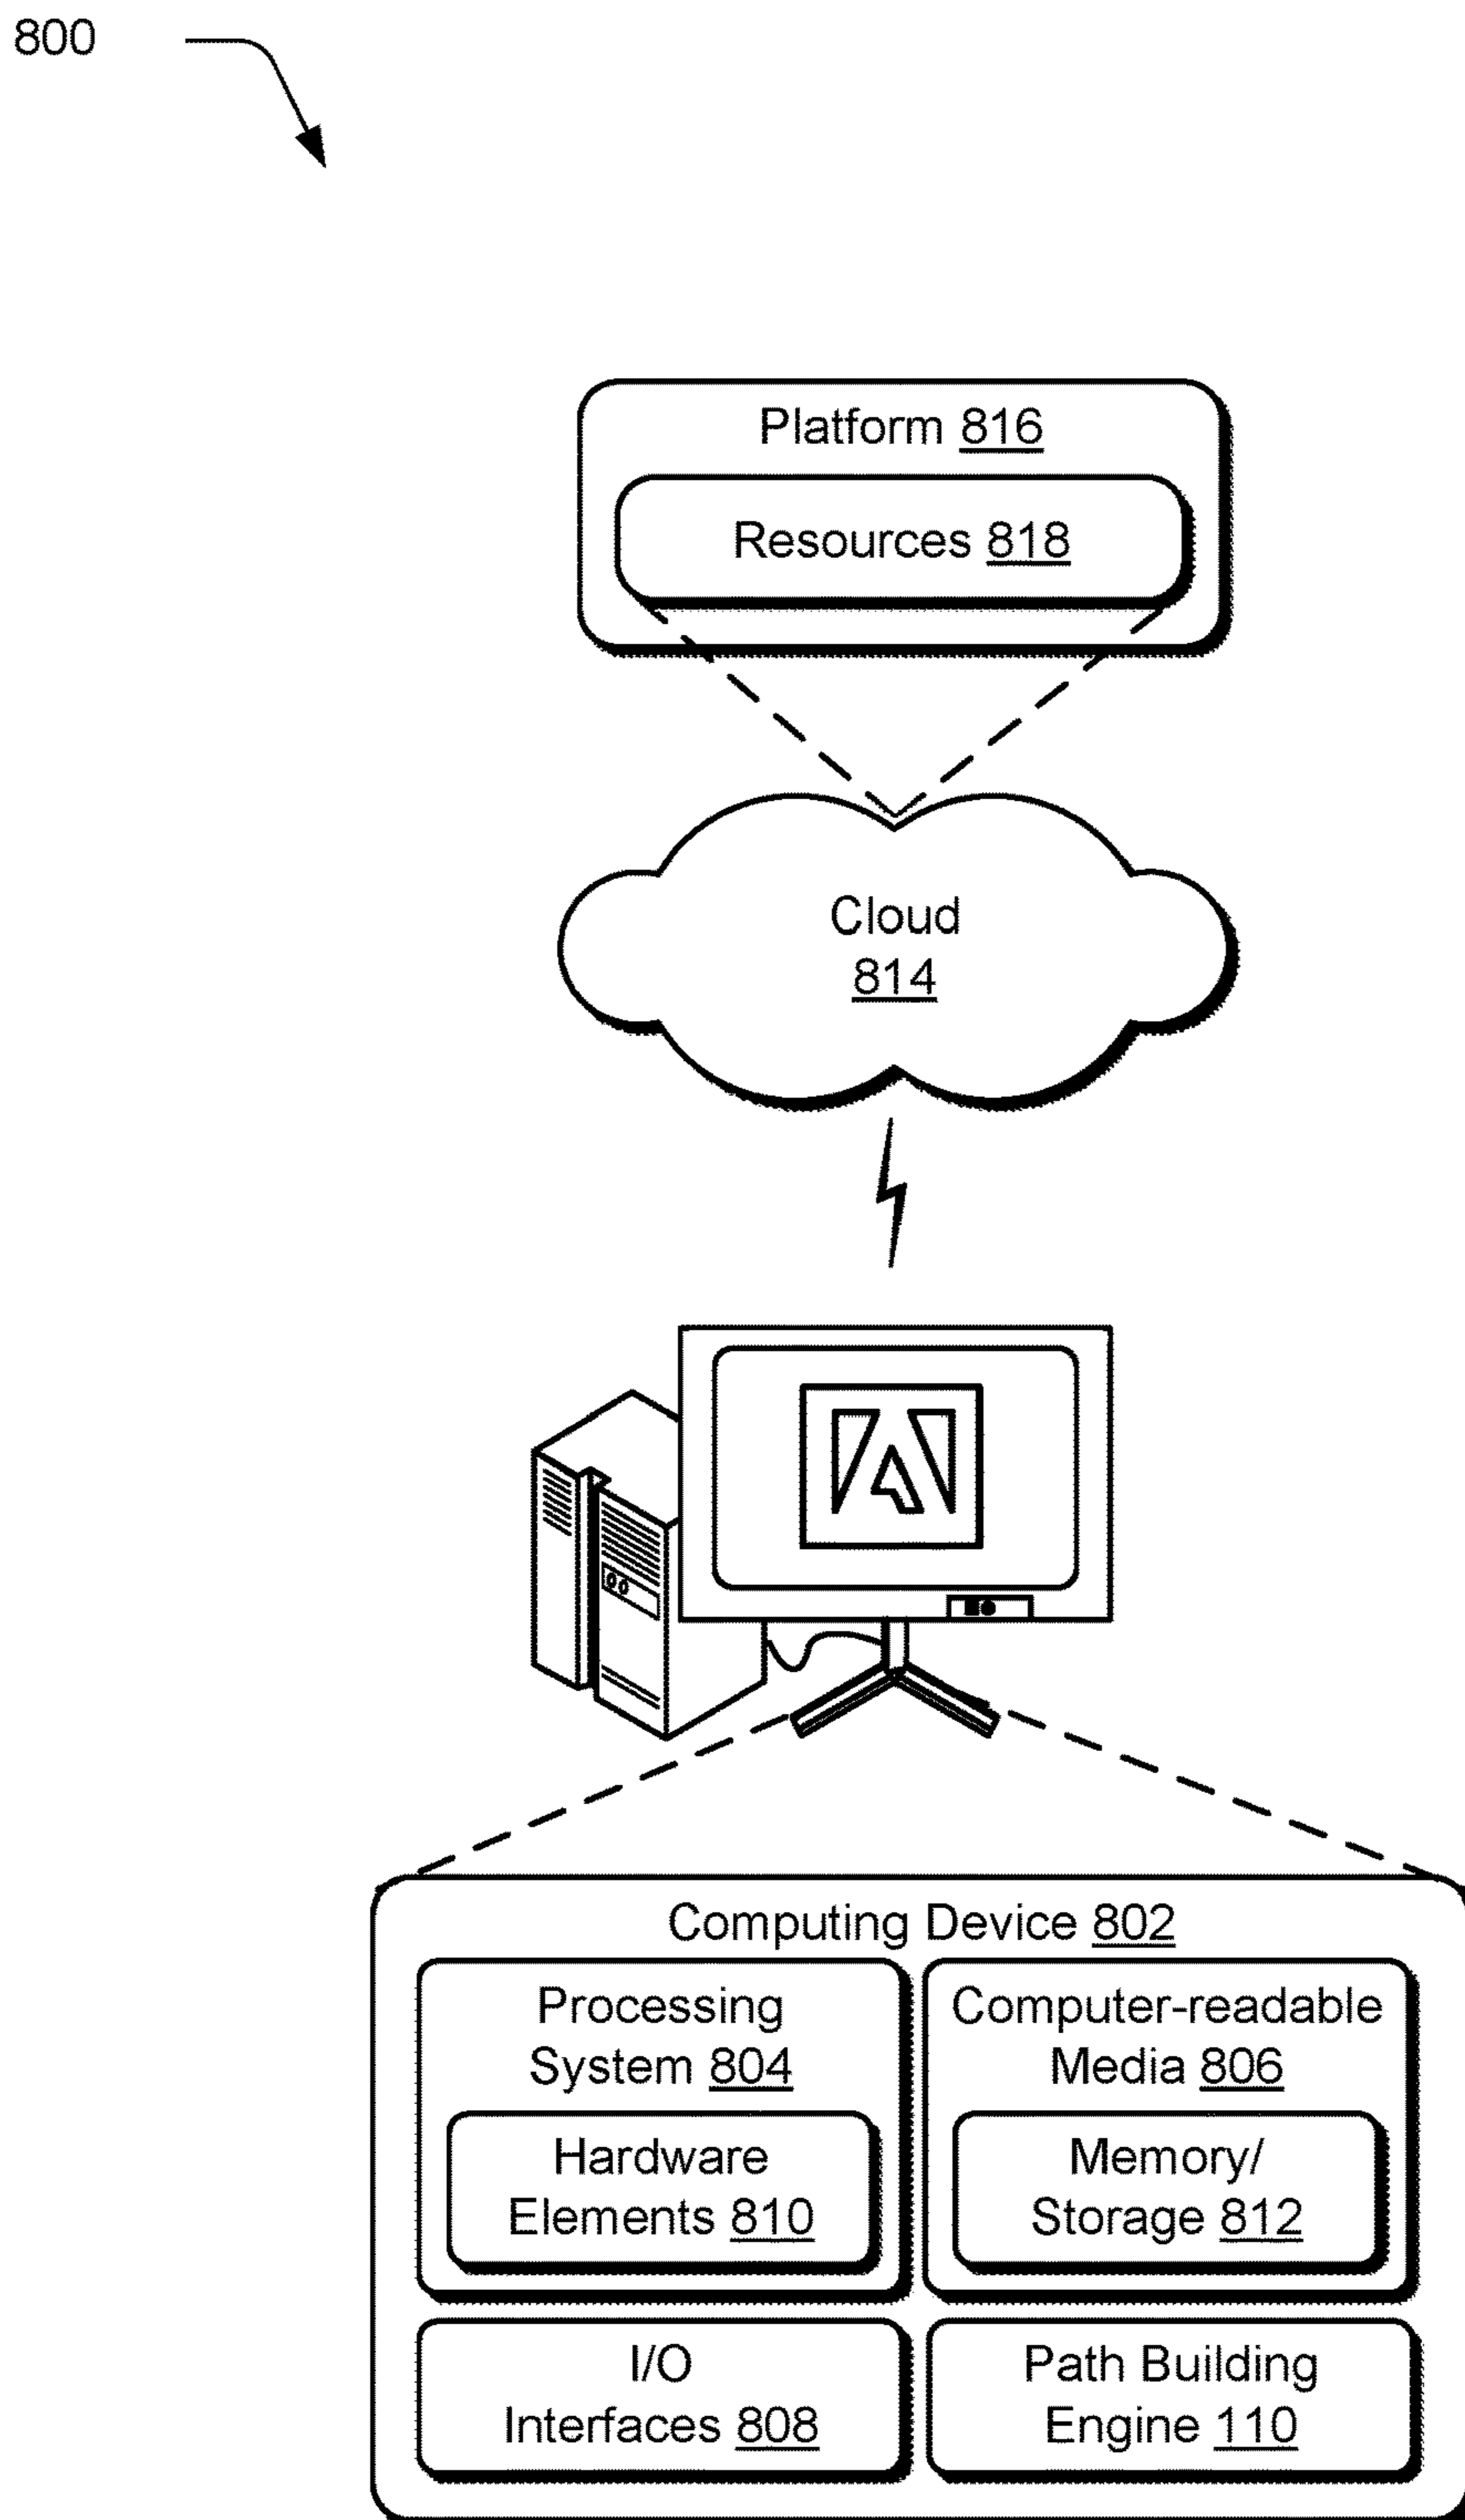 800
Platform 816
Resources 818
Cloud
814
Computing Device 802
Processing
System 804
Hardware
Elements 810
Computer-readable
Media 806
Memory/
Storage 812
I/O
Interfaces 808
Path Building
Engine 110